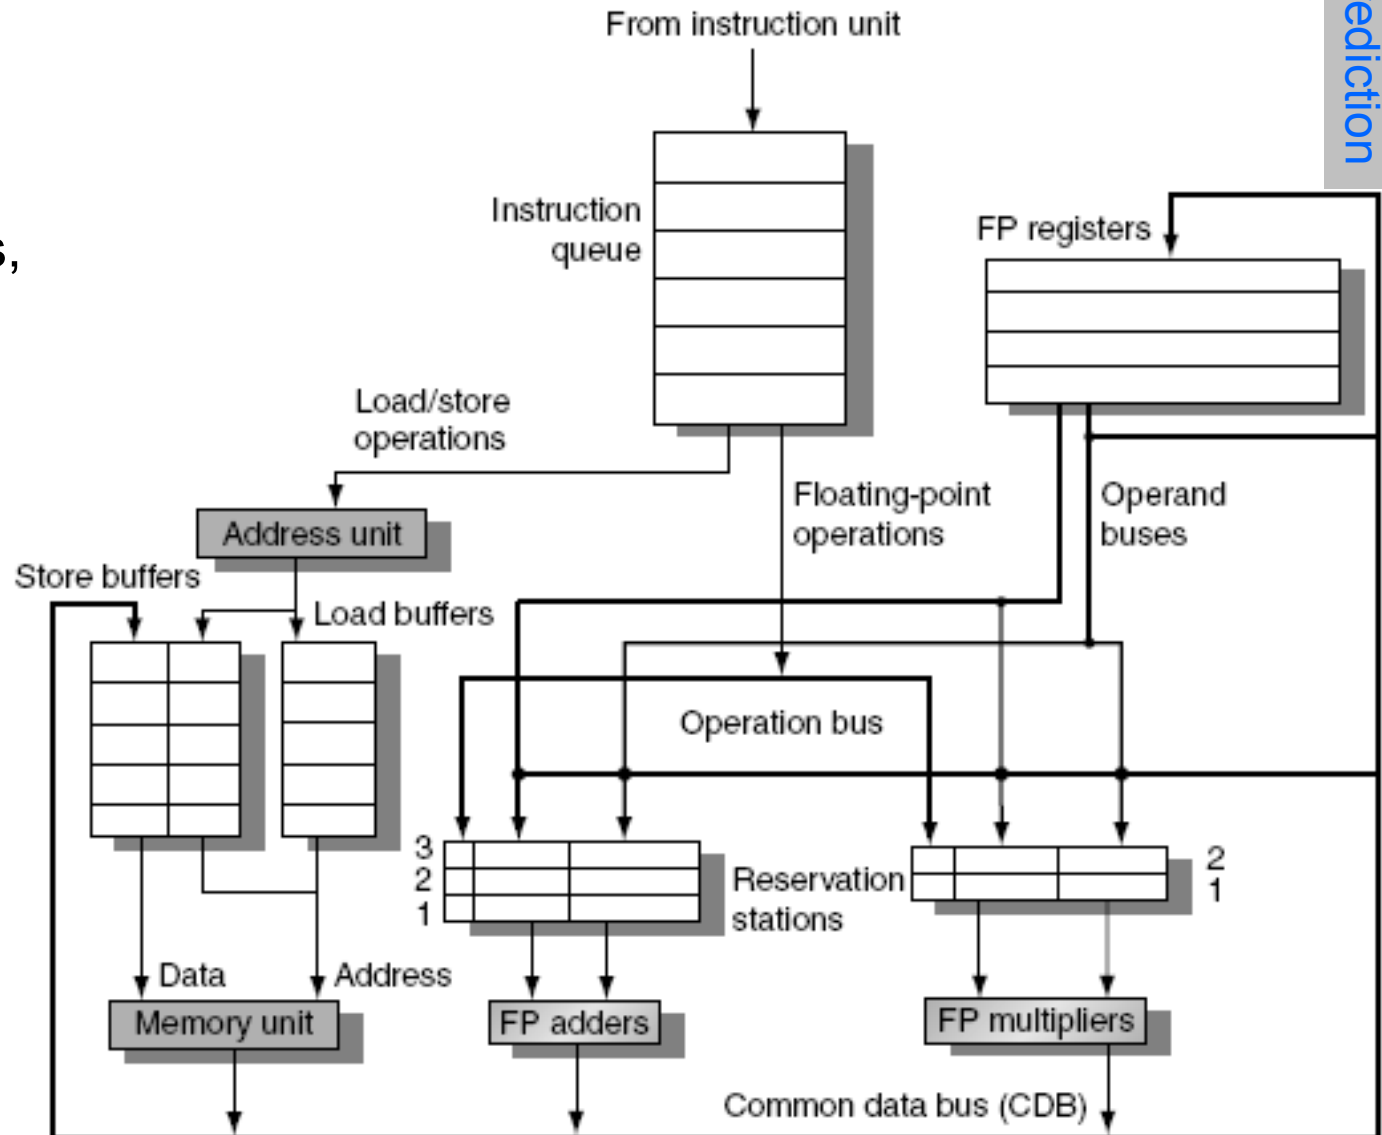 From instruction unit
ediction
s,
Instruction
queue
FP registers
Load/store
operations
Floating-point
operations
Operand
buses
Address unit
Store buffers
Load buffers
Operation bus
3
2
1
Reservation
stations
2
1
Data
Address
Memory unit
FP adders
FP multipliers
Common data bus (CDB)